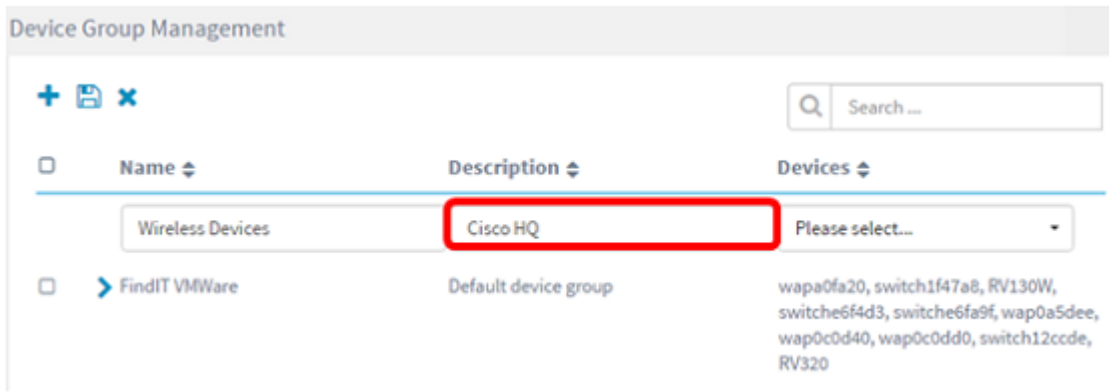 Device Group Management
Search ...
Name Description Devices
Wireless Devices Cisco HQ Please select...
FindIT VMWare Default device group wapa0fa20, switch1f47a8, RV130W,
switche6f4d3, switche6fa9f, wap0a5dee,
wap0c0d40, wap0c0dd0, switch12ccde,
RV320